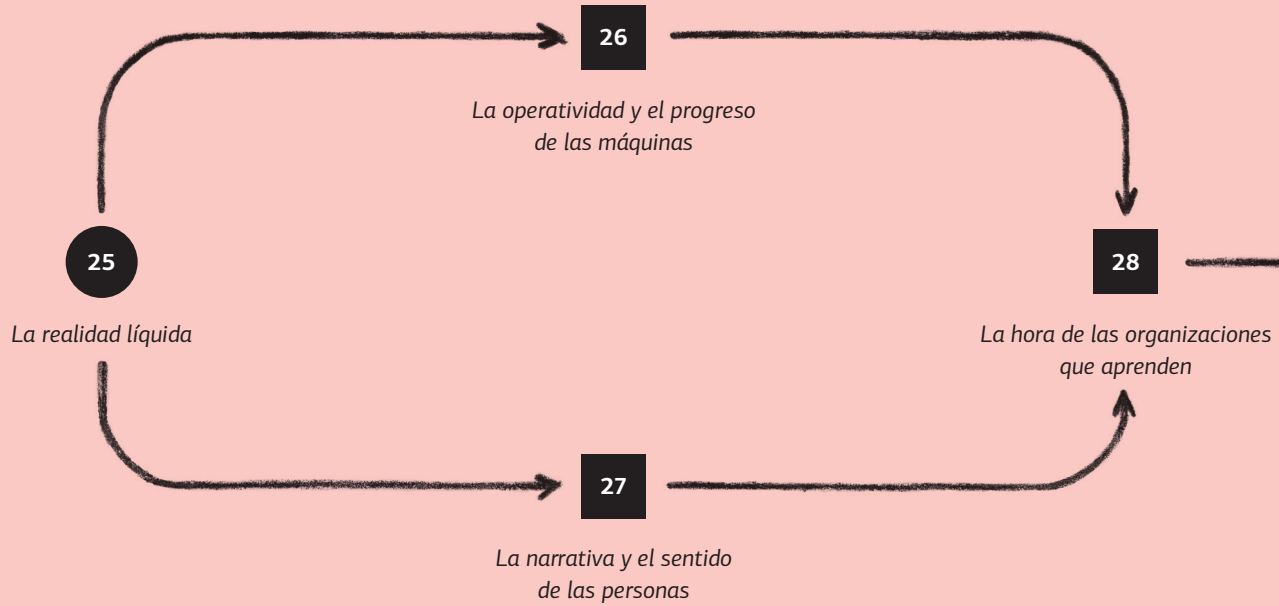 26
La operatividad y el progreso
de las máquinas
25
La realidad líquida
28
La hora de las organizaciones
que aprenden
27
La narrativa y el sentido
de las personas